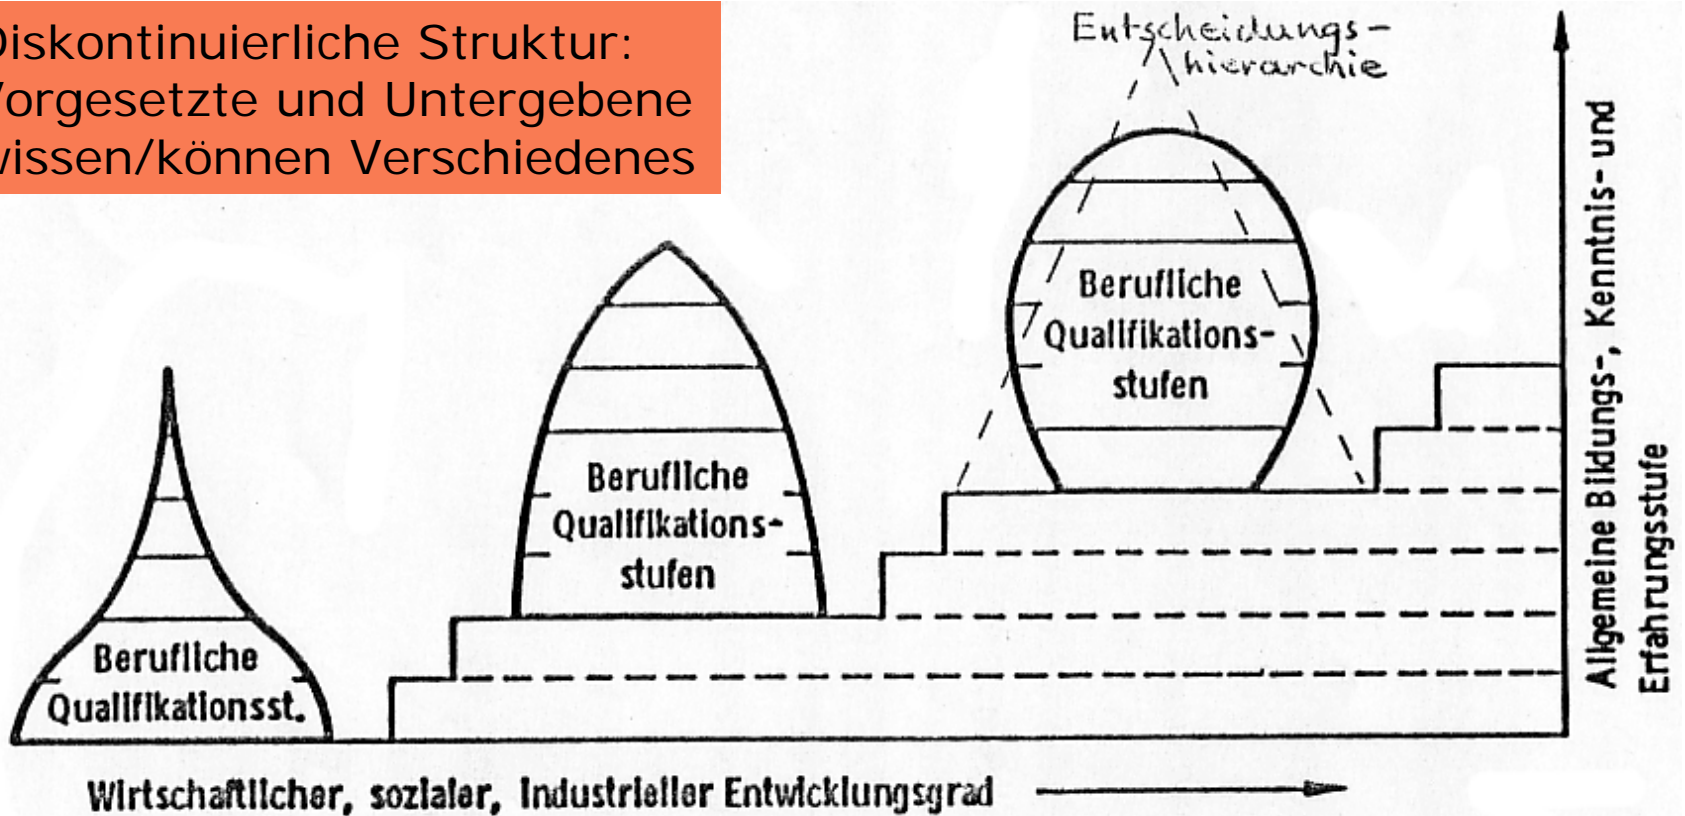 Diskontinuierliche Struktur:
Vorgesetzte und Untergebene
wissen/können Verschiedenes
Entscheidungs-
hierarchie
Berufliche
Qualifikationsst.
Berufliche
Qualifikations-
stufen
Berufliche
Qualifikations-
stufen
Allgemeine Bildungs-, Kenntnis- und
Erfahrungsstufe
Wirtschaftlicher, sozialer, Industrieller Entwicklungsgrad